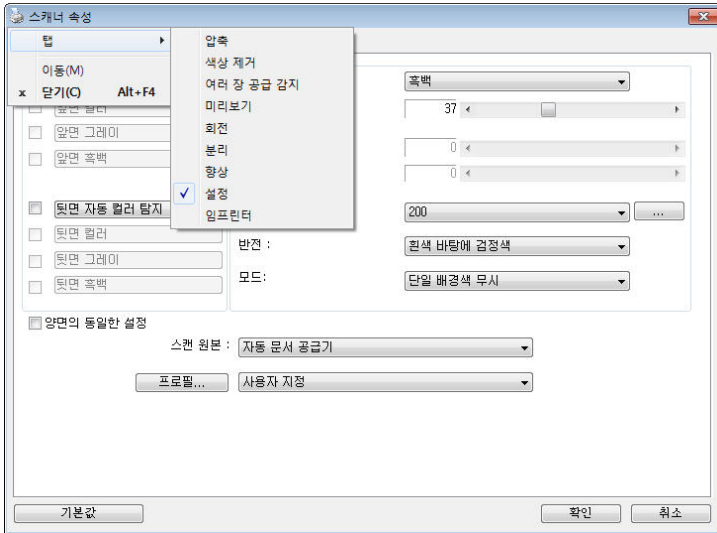 스캐너 속성
탭
이동(M)
x 닫기(C) Alt+F4
압축
색상 제거
여러 장 공급 감지
미리보기
회전
분리
향상
설정
임프린터
흑백
37
앞면 컬러
앞면 그레이
0
앞면 흑백
0
뒷면 자동 컬러 탐지
200
...
뒷면 컬러
반전 :
흰색 바탕에 검정색
뒷면 그레이
모드:
단일 배경색 무시
뒷면 흑백
양면의 동일한 설정
스캔 원본 :
자동 문서 공급기
프로필...
사용자 지정
기본값
확인
취소